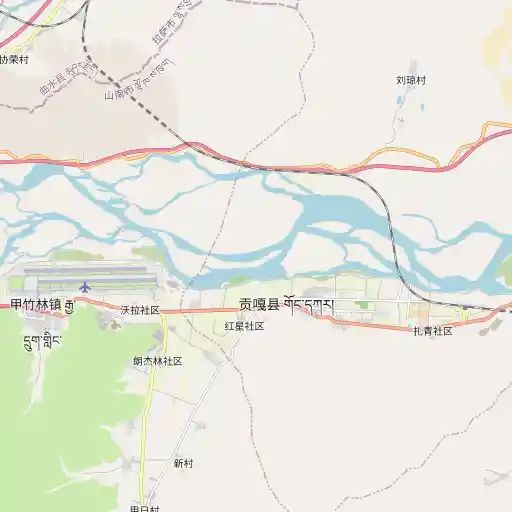 协荣村
拉萨市 ལྷ་ས་གྲོང་ཁྱེར
曲水县
山南市
刘琼村
甲竹林镇
沃拉社区
贡嘎县 གོང་དཀར།
红星社区
扎青社区
朗杰林社区
新村
甲日村